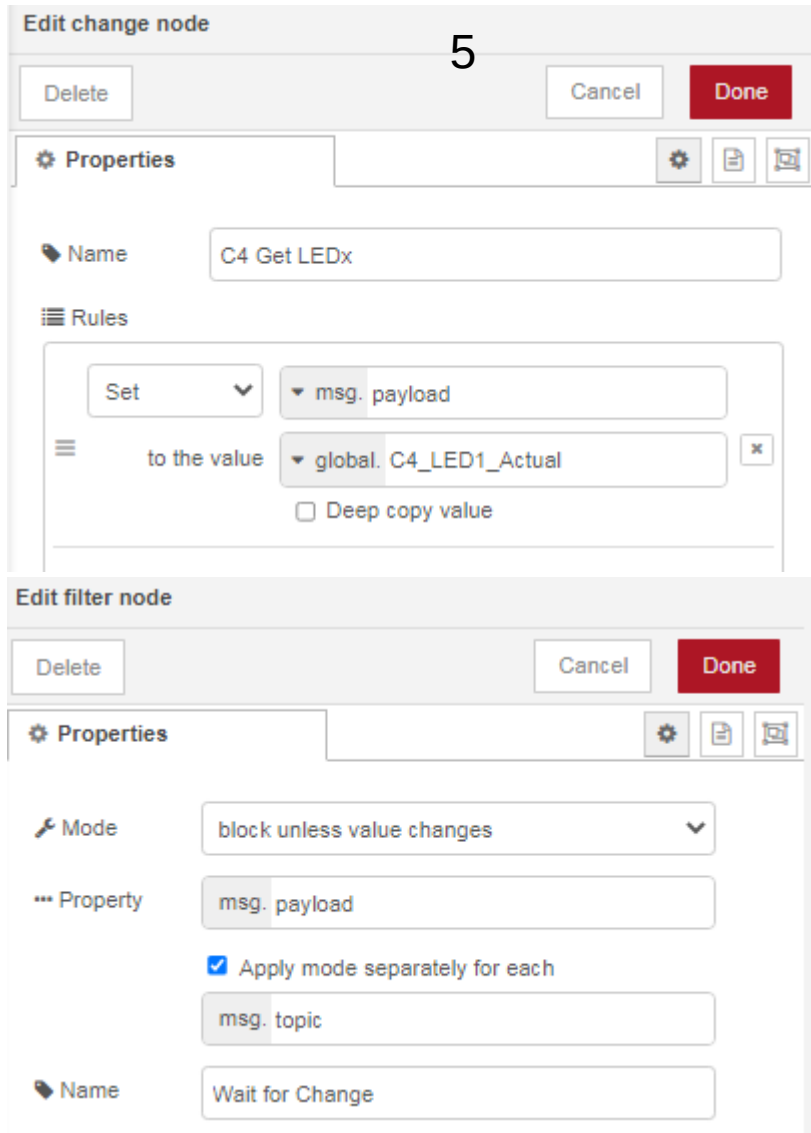 Edit change node
5
Delete Cancel Done
Properties
Name C4 Get LEDx
Rules
Set msg. payload
to the value global. C4_LED1_Actual
Deep copy value
Edit filter node
Delete Cancel Done
Properties
Mode block unless value changes
Property msg. payload
Apply mode separately for each
msg. topic
Name Wait for Change